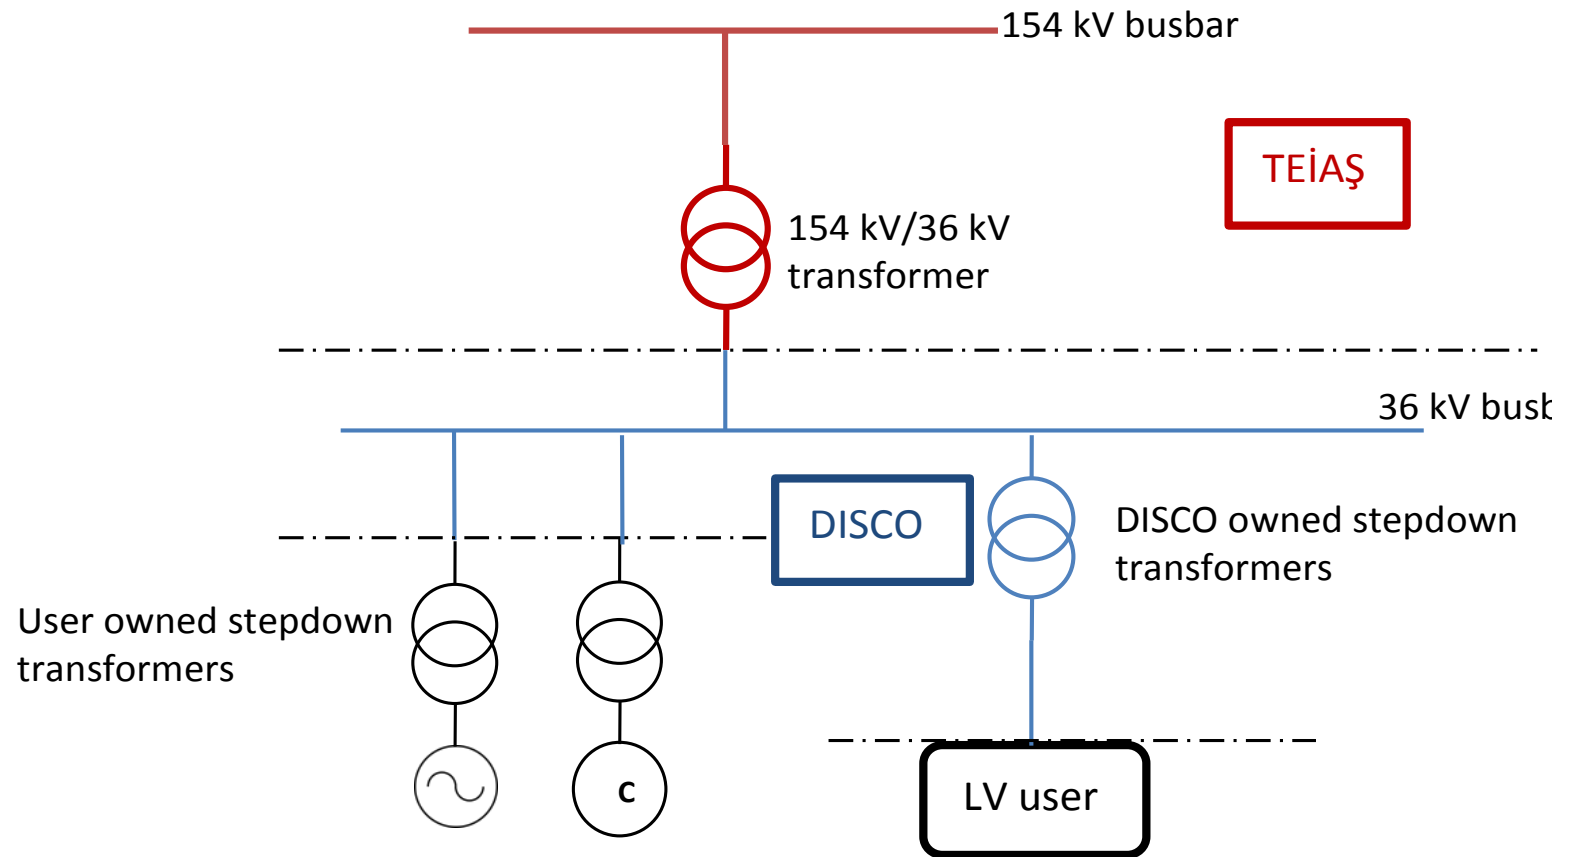 154 kV busbar
TEİAŞ
154 kV/36 kV
transformer
36 kV busb
DISCO
DISCO owned stepdown
transformers
User owned stepdown
transformers
C
LV user